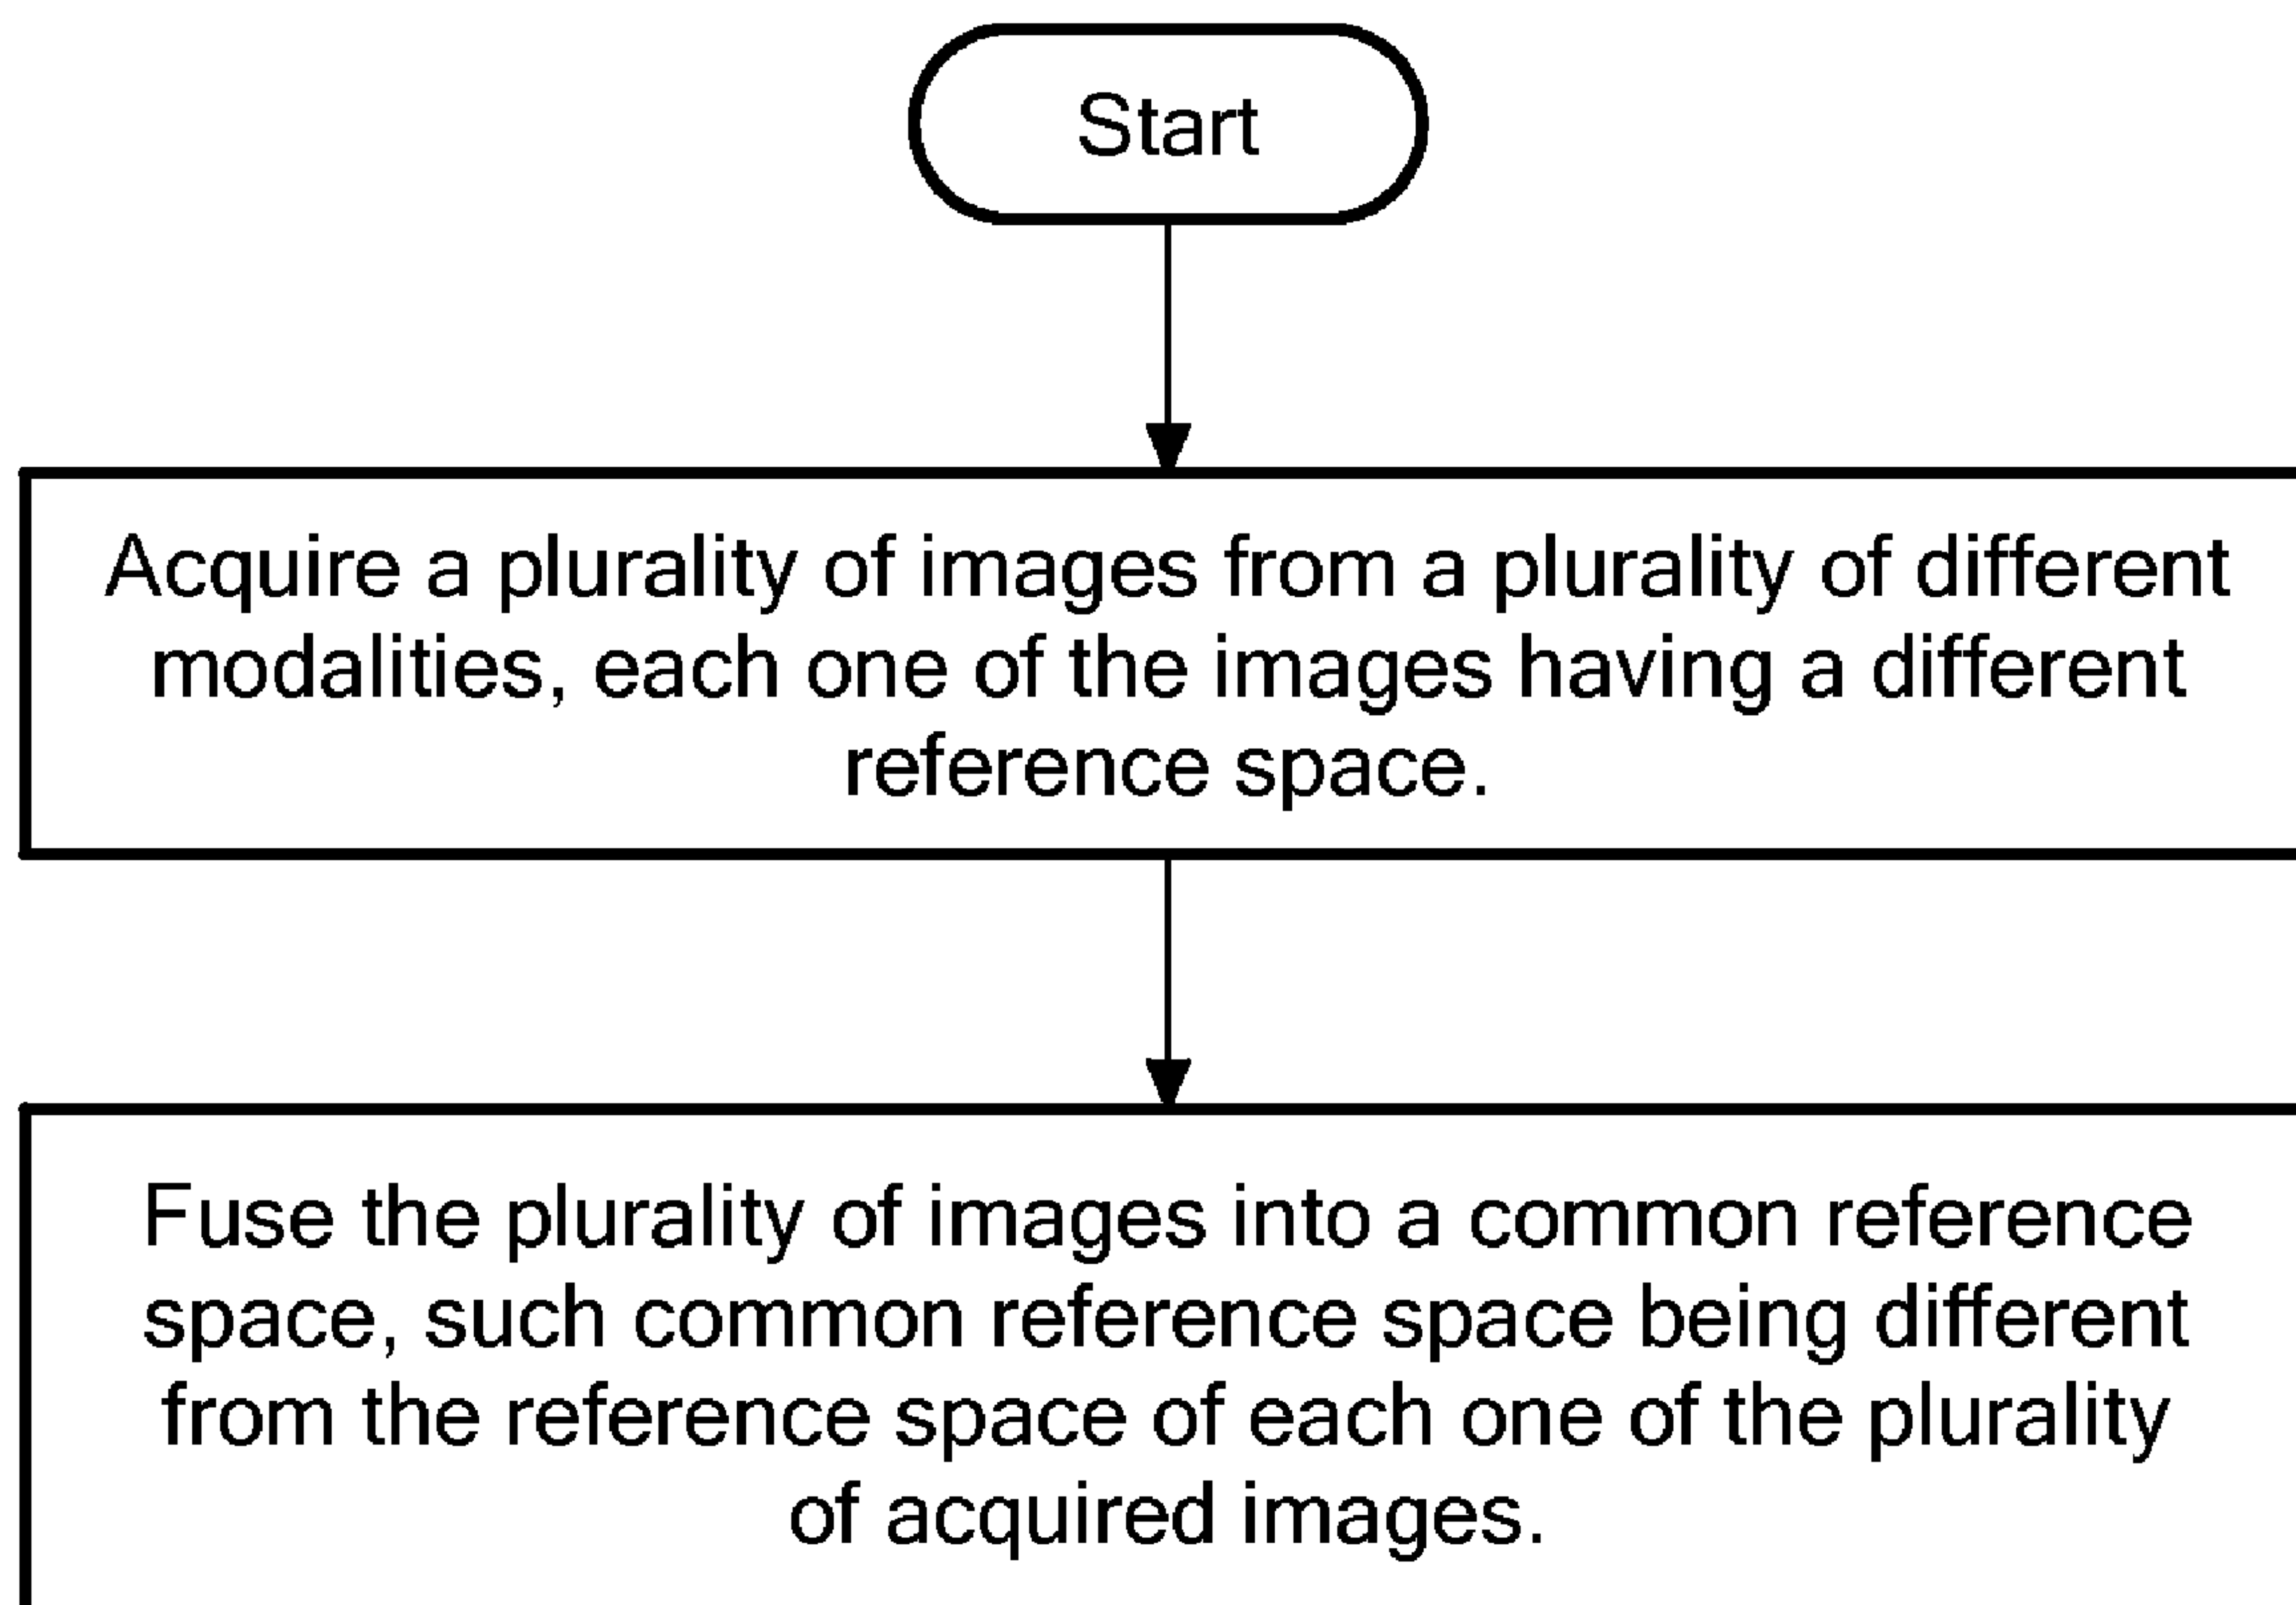 Start
Acquire a plurality of images from a plurality of different
modalities, each one of the images having a different
reference space.
Fuse the plurality of images into a common reference
space, such common reference space being different
from the reference space of each one of the plurality
of acquired images.